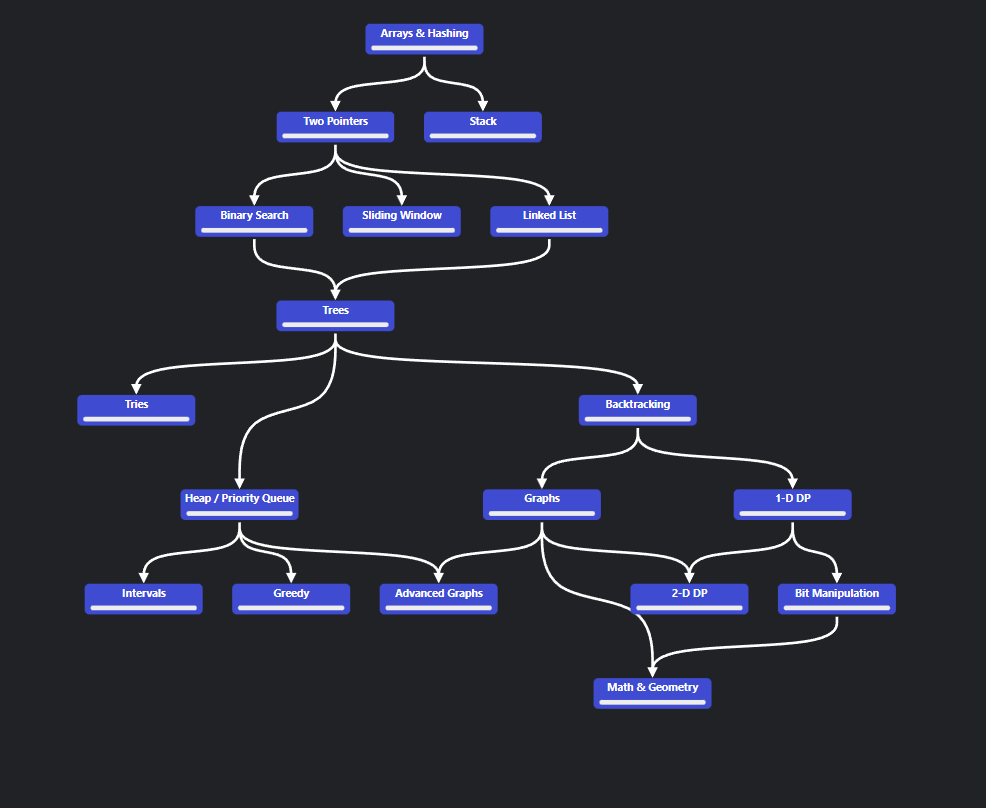 Arrays & Hashing
Two Pointers
Stack
Binary Search
Sliding Window
Linked List
Trees
Tries
Backtracking
Heap / Priority Queue
Graphs
1-D DP
Intervals
Greedy
Advanced Graphs
2-D DP
Bit Manipulation
Math & Geometry